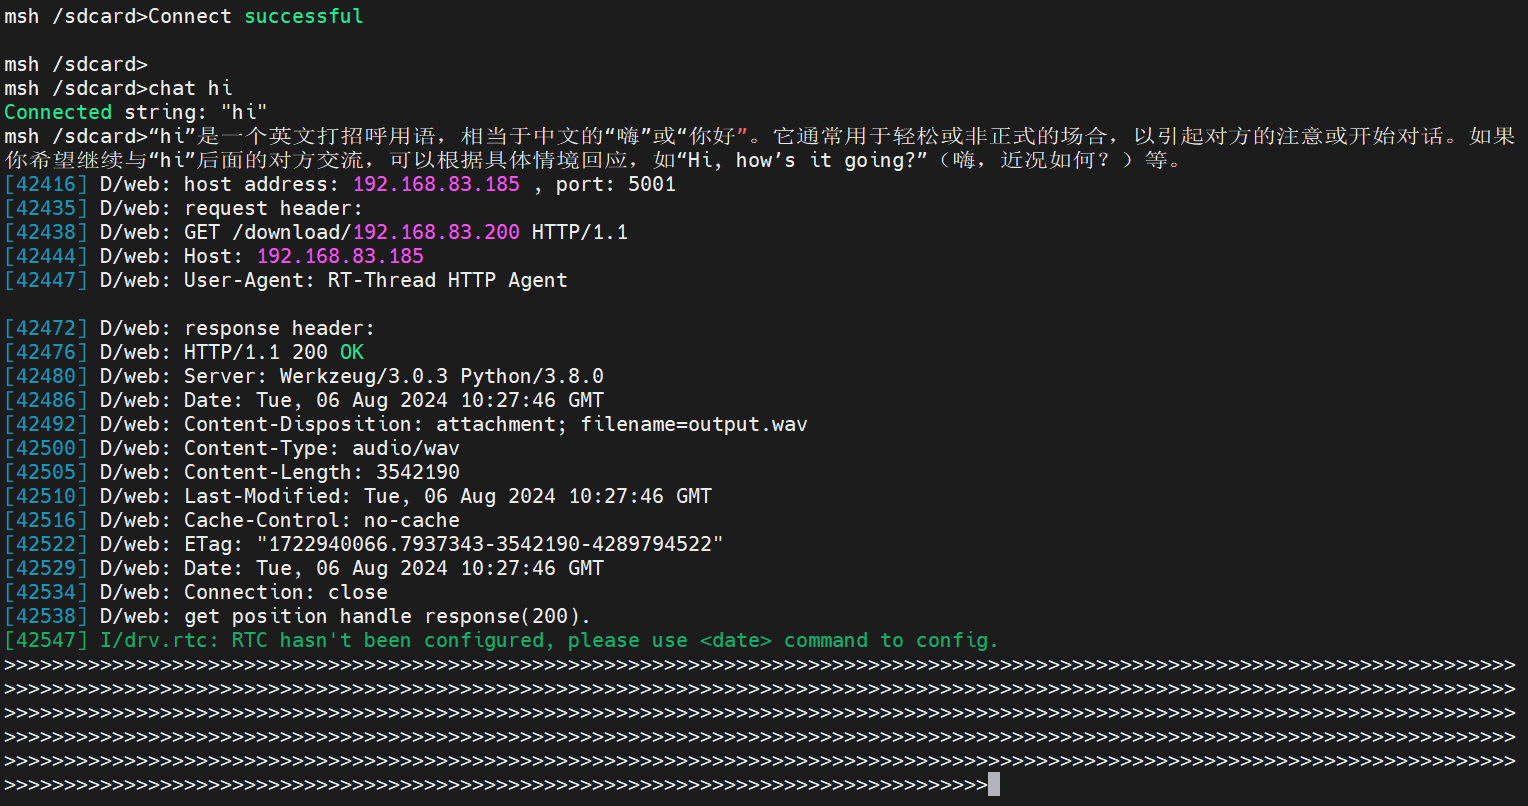 msh /sdcard>Connect successful
msh /sdcard>
msh /sdcard>chat hi
Connected string: "hi"
msh /sdcard>“hi”是一个英文打招呼用语，相当于中文的“嗨”或“你好”。它通常用于轻松或非正式的场合，以引起对方的注意或开始对话。如果
你希望继续与“hi”后面的对方交流，可以根据具体情境回应，如“Hi, how’s it going?”（嗨，近况如何？）等。
[42416] D/web: host address: 192.168.83.185 , port: 5001
[42435] D/web: request header:
[42438] D/web: GET /download/192.168.83.200 HTTP/1.1
[42444] D/web: Host: 192.168.83.185
[42447] D/web: User-Agent: RT-Thread HTTP Agent
[42472] D/web: response header:
[42476] D/web: HTTP/1.1 200 OK
[42480] D/web: Server: Werkzeug/3.0.3 Python/3.8.0
[42486] D/web: Date: Tue, 06 Aug 2024 10:27:46 GMT
[42492] D/web: Content-Disposition: attachment; filename=output.wav
[42500] D/web: Content-Type: audio/wav
[42505] D/web: Content-Length: 3542190
[42510] D/web: Last-Modified: Tue, 06 Aug 2024 10:27:46 GMT
[42516] D/web: Cache-Control: no-cache
[42522] D/web: ETag: "1722940066.7937343-3542190-4289794522"
[42529] D/web: Date: Tue, 06 Aug 2024 10:27:46 GMT
[42534] D/web: Connection: close
[42538] D/web: get position handle response(200).
[42547] I/drv.rtc: RTC hasn't been configured, please use <date> command to config.
>>>>>>>>>>>>>>>>>>>>>>>>>>>>>>>>>>>>>>>>>>>>>>>>>>>>>>>>>>>>>>>>>>>>>>>>>>>>>>>>>>>>>>>>>>>>>>>>>>>>>>>>>>>>>>>>>>>>>>>>>>>>>>
>>>>>>>>>>>>>>>>>>>>>>>>>>>>>>>>>>>>>>>>>>>>>>>>>>>>>>>>>>>>>>>>>>>>>>>>>>>>>>>>>>>>>>>>>>>>>>>>>>>>>>>>>>>>>>>>>>>>>>>>>>>>>>
>>>>>>>>>>>>>>>>>>>>>>>>>>>>>>>>>>>>>>>>>>>>>>>>>>>>>>>>>>>>>>>>>>>>>>>>>>>>>>>>>>>>>>>>>>>>>>>>>>>>>>>>>>>>>>>>>>>>>>>>>>>>>>
>>>>>>>>>>>>>>>>>>>>>>>>>>>>>>>>>>>>>>>>>>>>>>>>>>>>>>>>>>>>>>>>>>>>>>>>>>>>>>>>>>>>>>>>>>>>>>>>>>>>>>>>>>>>>>>>>>>>>>>>>>>>>>
>>>>>>>>>>>>>>>>>>>>>>>>>>>>>>>>>>>>>>>>>>>>>>>>>>>>>>>>>>>>>>>>>>>>>>>>>>>>>>>>>>>>>>>>>>>>>>>>>>>>>>>>>>>>>>>>>>>>>>>>>>>>>>
>>>>>>>>>>>>>>>>>>>>>>>>>>>>>>>>>>>>>>>>>>>>>>>>>>>>>>>>>>>>>>>>>>>>>>>>>>>>>>>>>>